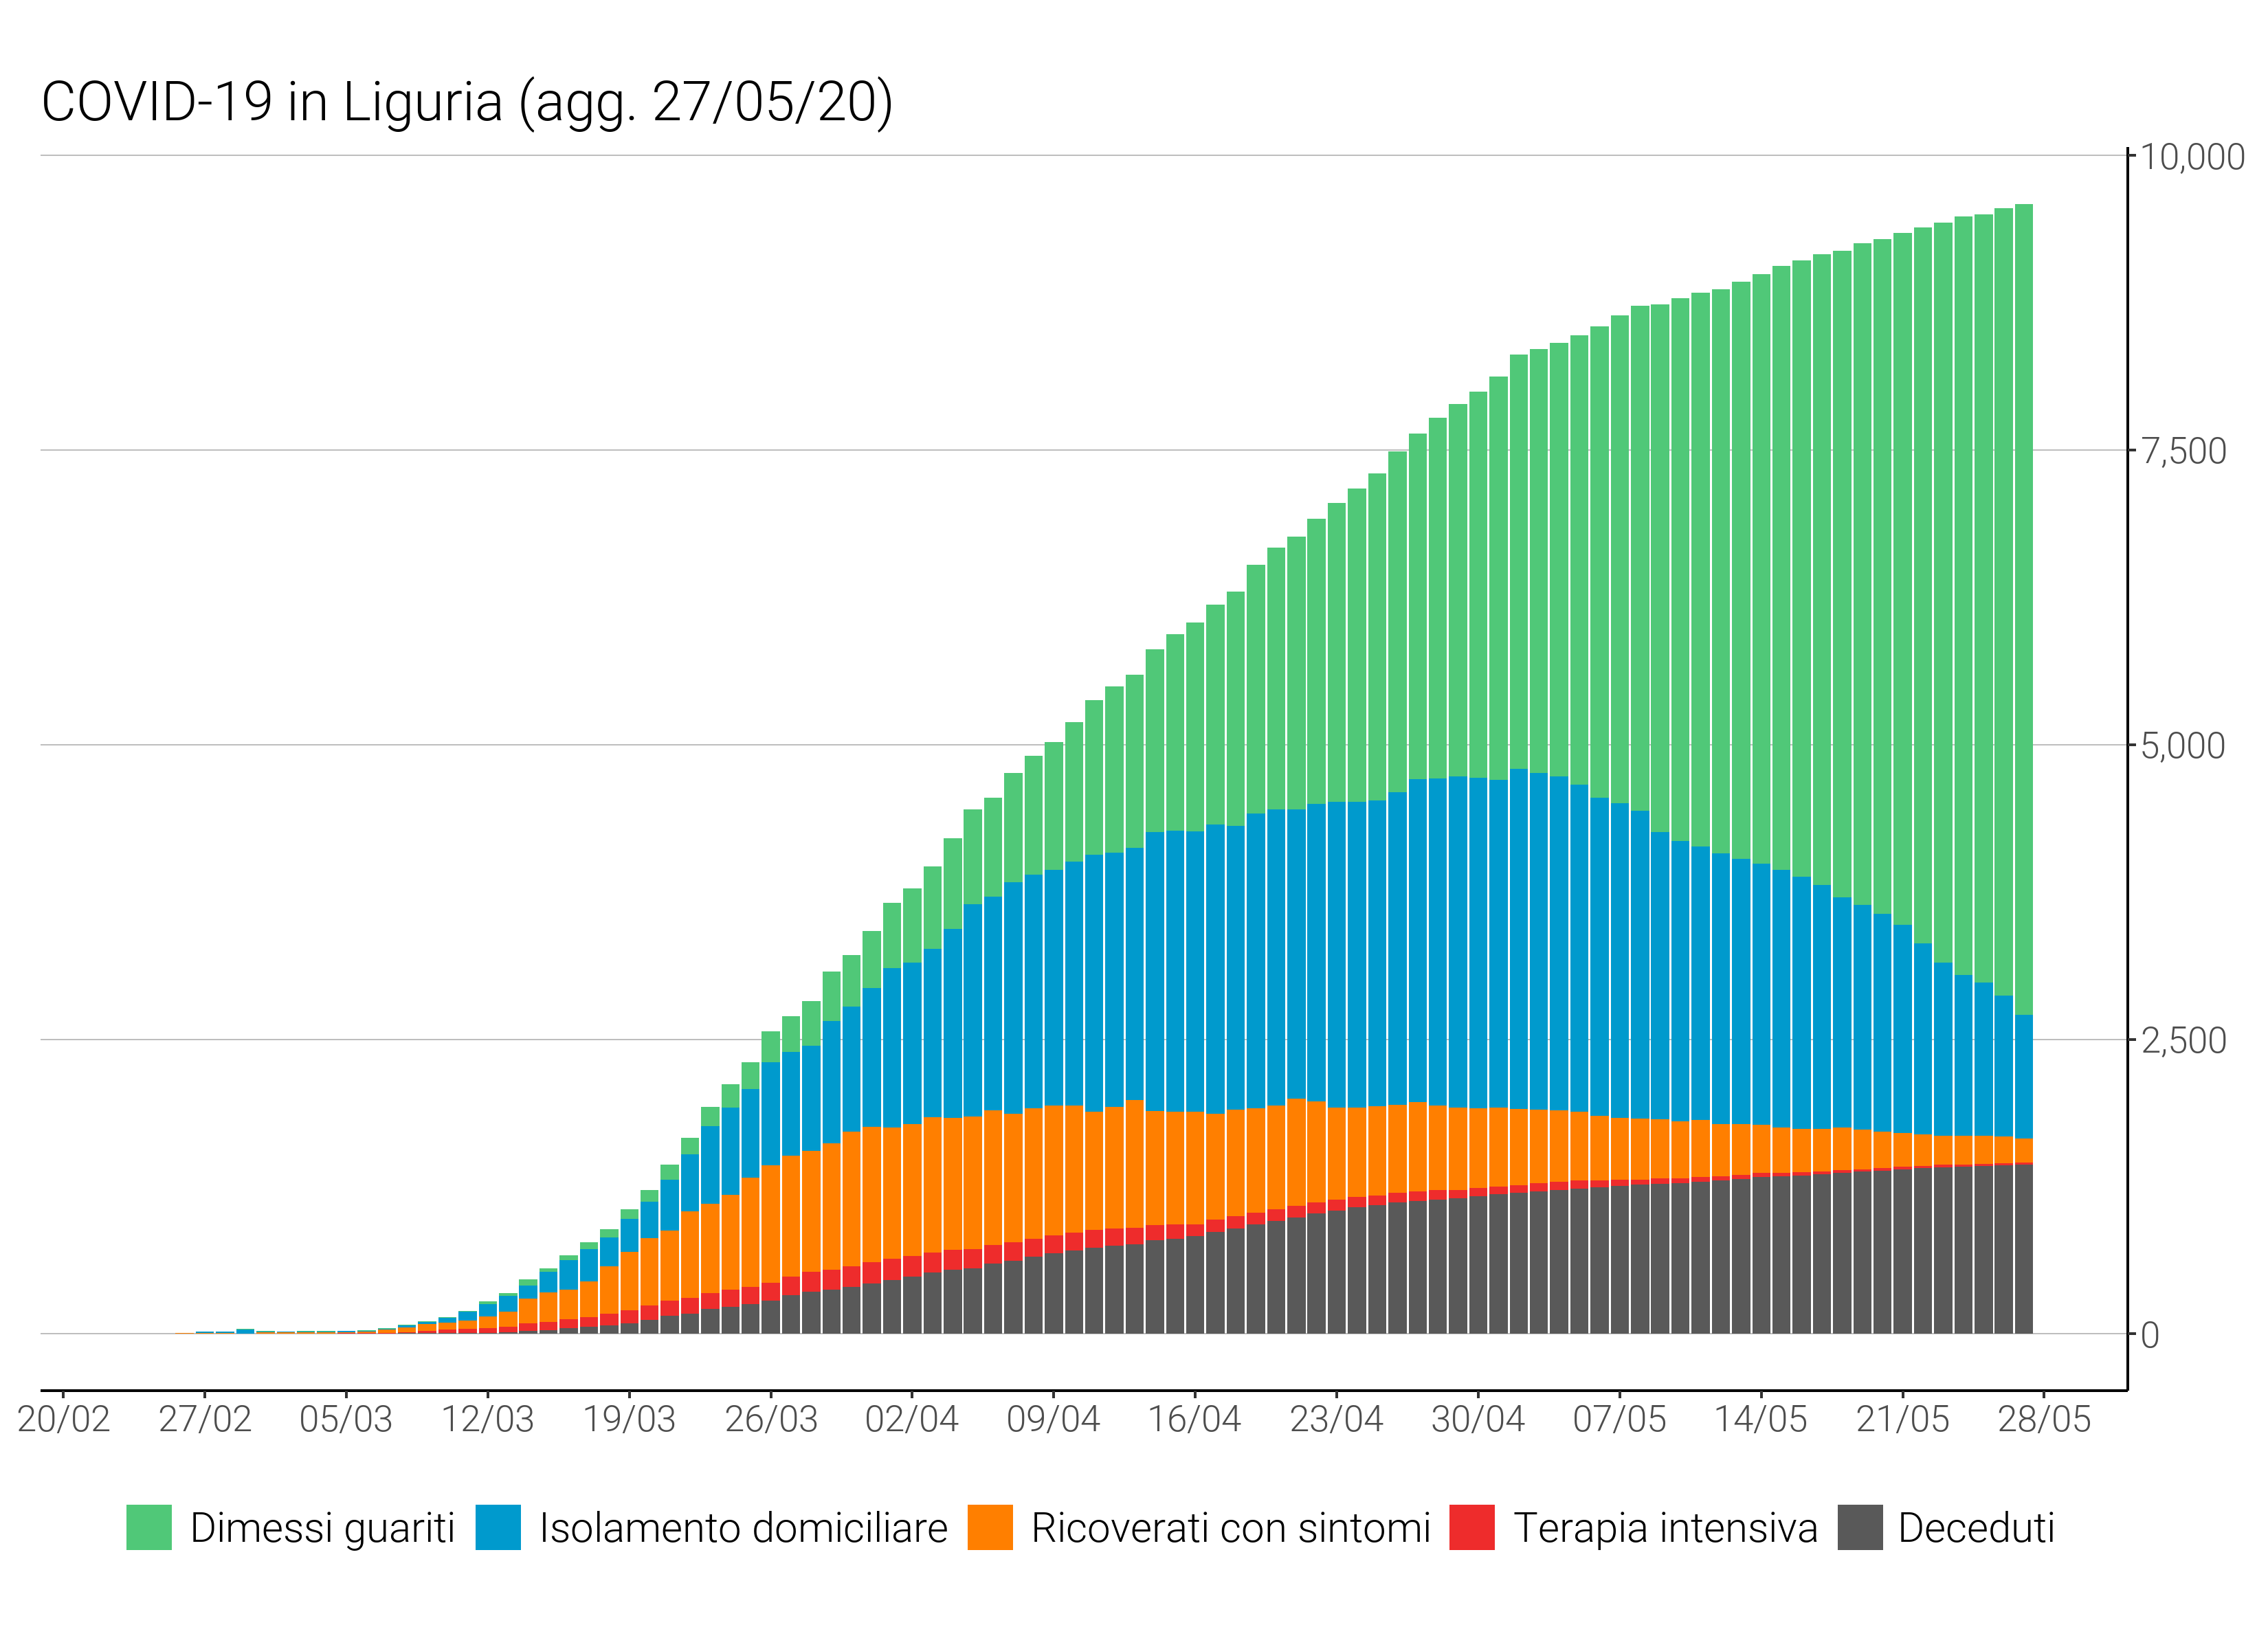 COVID-19 in Liguria (agg. 27/05/20)
10,000
7,500
5,000
2,500
0
20/02 27/02 05/03 12/03 19/03 26/03 02/04 09/04 16/04 23/04 30/04 07/05 14/05 21/05 28/05
Dimessi guariti Isolamento domiciliare Ricoverati con sintomi Terapia intensiva Deceduti